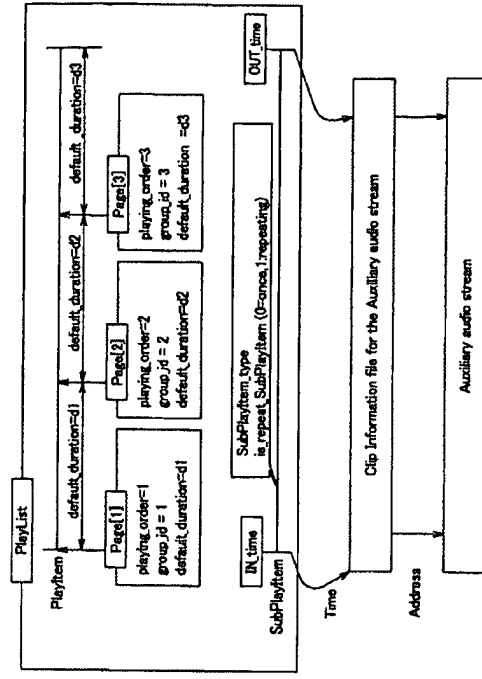 PlayList
PlayItem
default_duration=d1
default_duration=d2
default_duration=d3
Page[1]
playing_order=1
group_id = 1
default_duration=d1
Page[2]
playing_order=2
group_id = 2
default_duration=d2
Page[3]
playing_order=3
group_id = 3
default_duration =d3
IN_time
SubPlayItem_type
is_repeat_SubPlayItem (0=once,1:repeating)
OUT_time
SubPlayItem
Time
Clip Information file for the Auxiliary audio stream
Address
Auxiliary audio stream